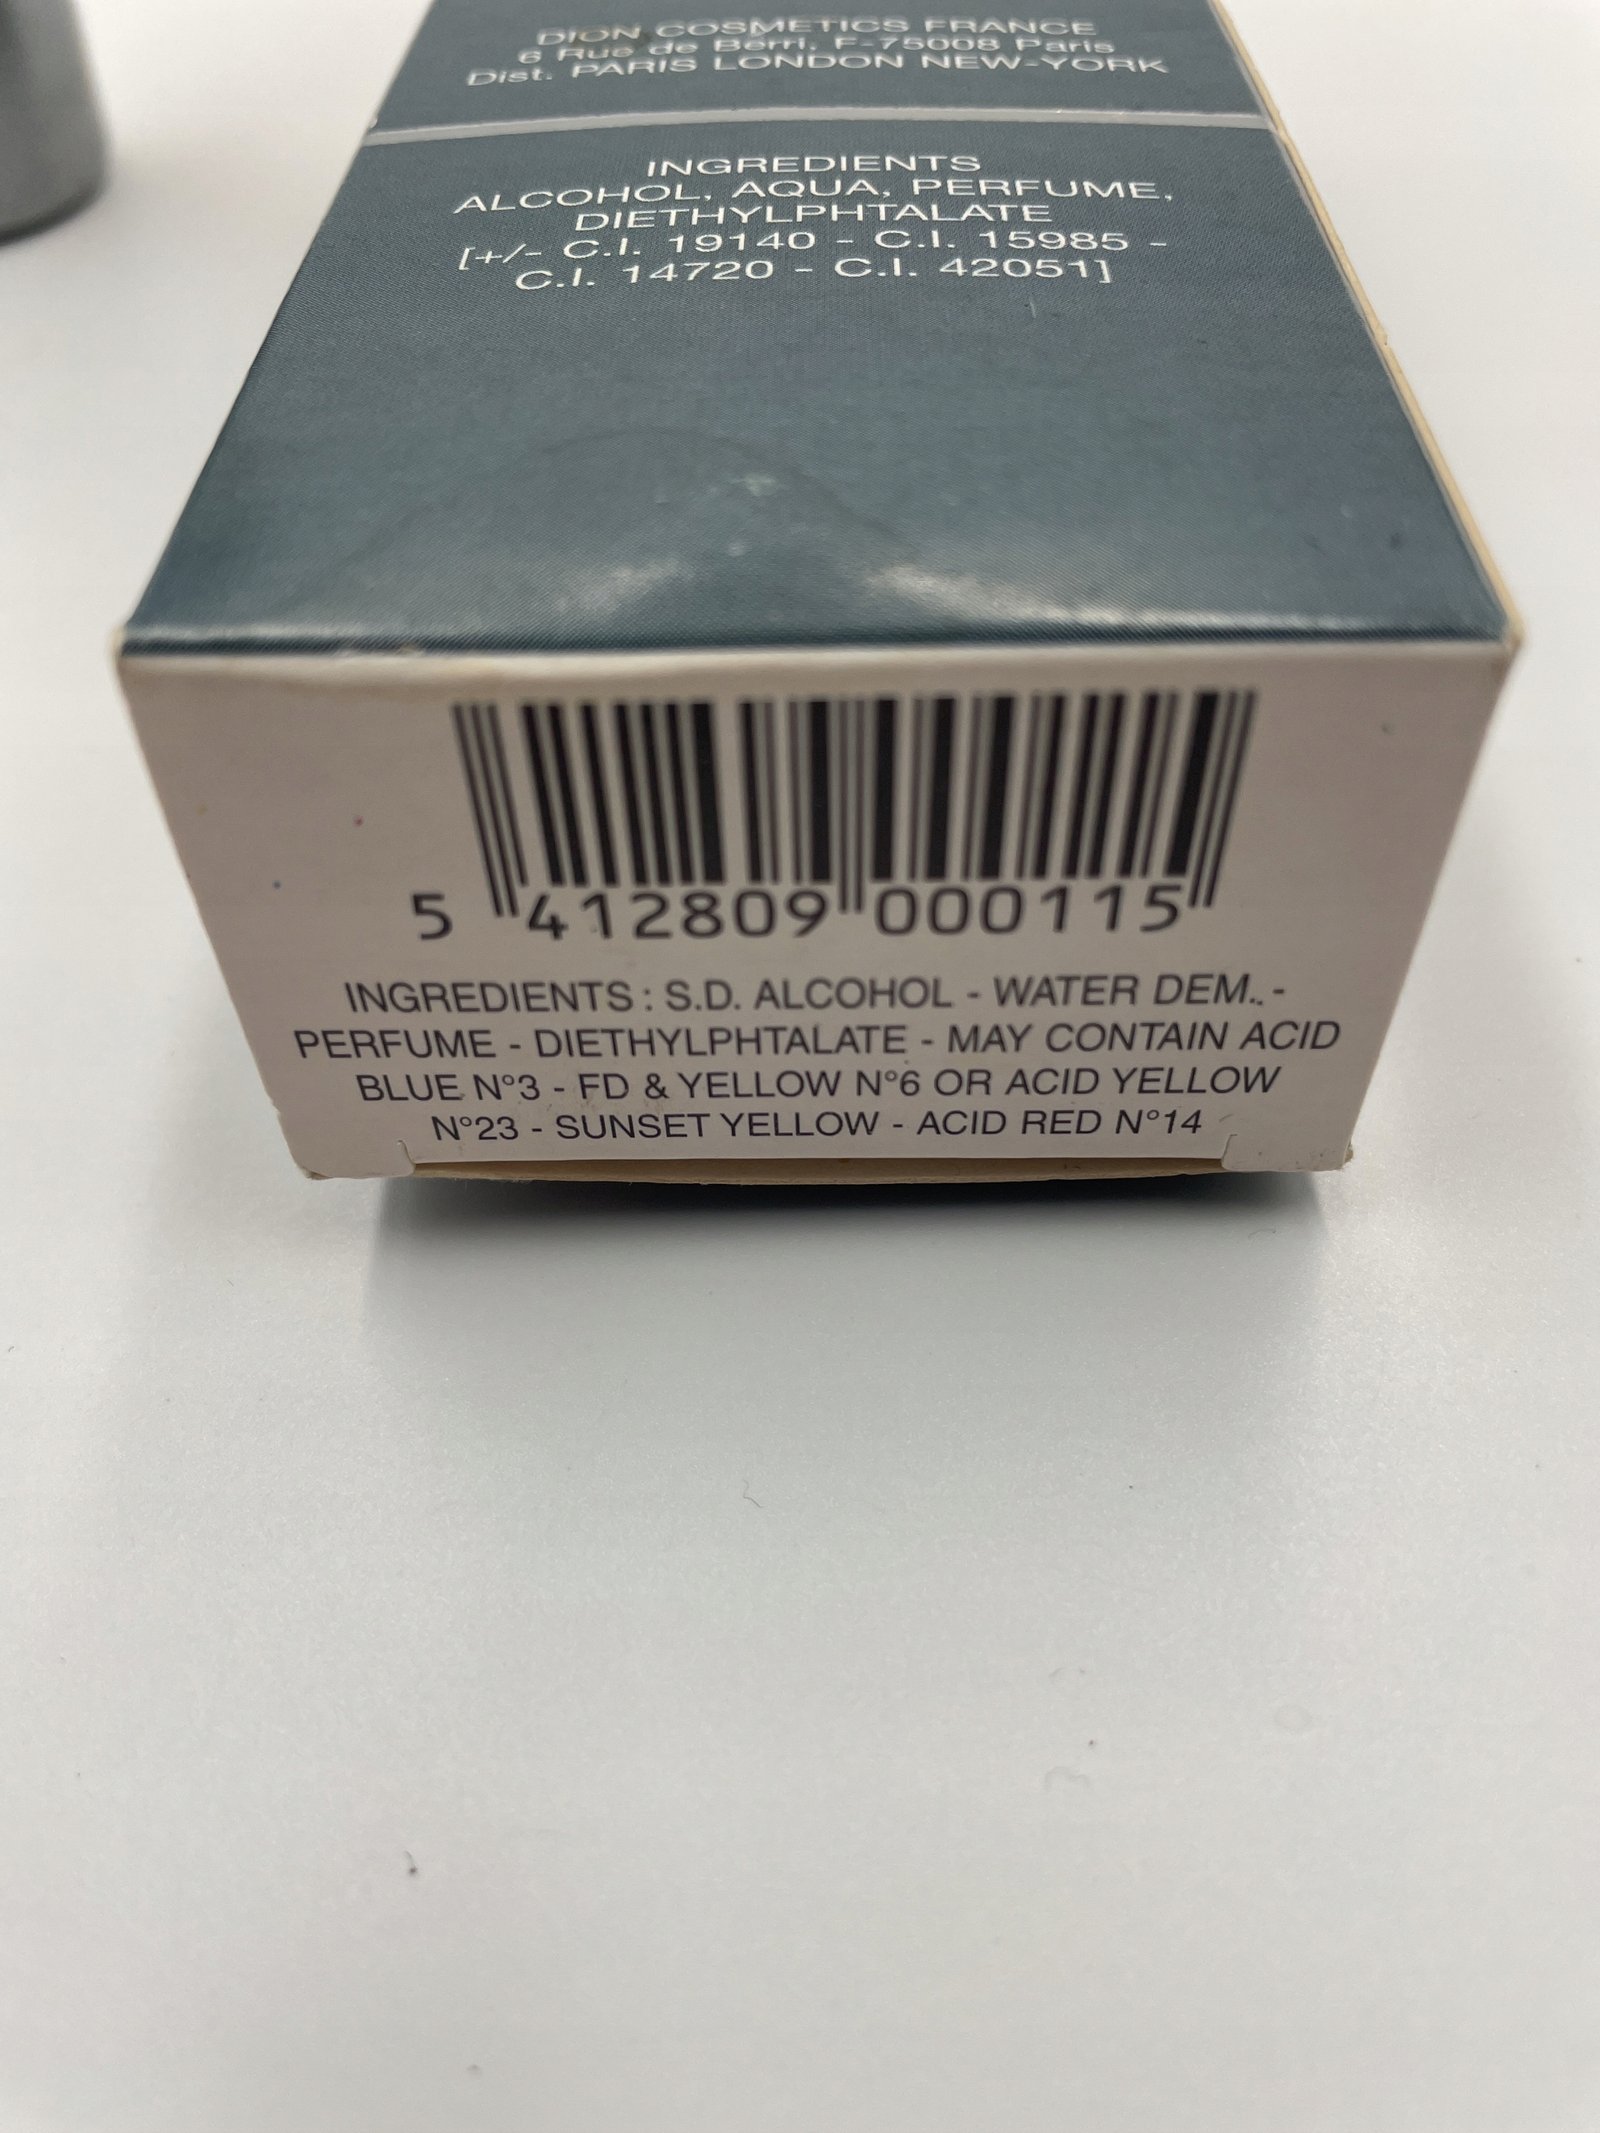 DION COSMETICS FRANCE
6 Rue de Berri, F-75008 Paris
Dist. PARIS LONDON NEW-YORK
INGREDIENTS
ALCOHOL, AQUA, PERFUME,
DIETHYLPHTALATE
[+/- C.I. 19140 - C.I. 15985 -
C.I. 14720 - C.I. 42051]
5 412809 000115
INGREDIENTS : S.D. ALCOHOL - WATER DEM.. -
PERFUME - DIETHYLPHTALATE - MAY CONTAIN ACID
BLUE N°3 - FD & YELLOW N°6 OR ACID YELLOW
N°23 - SUNSET YELLOW - ACID RED N°14